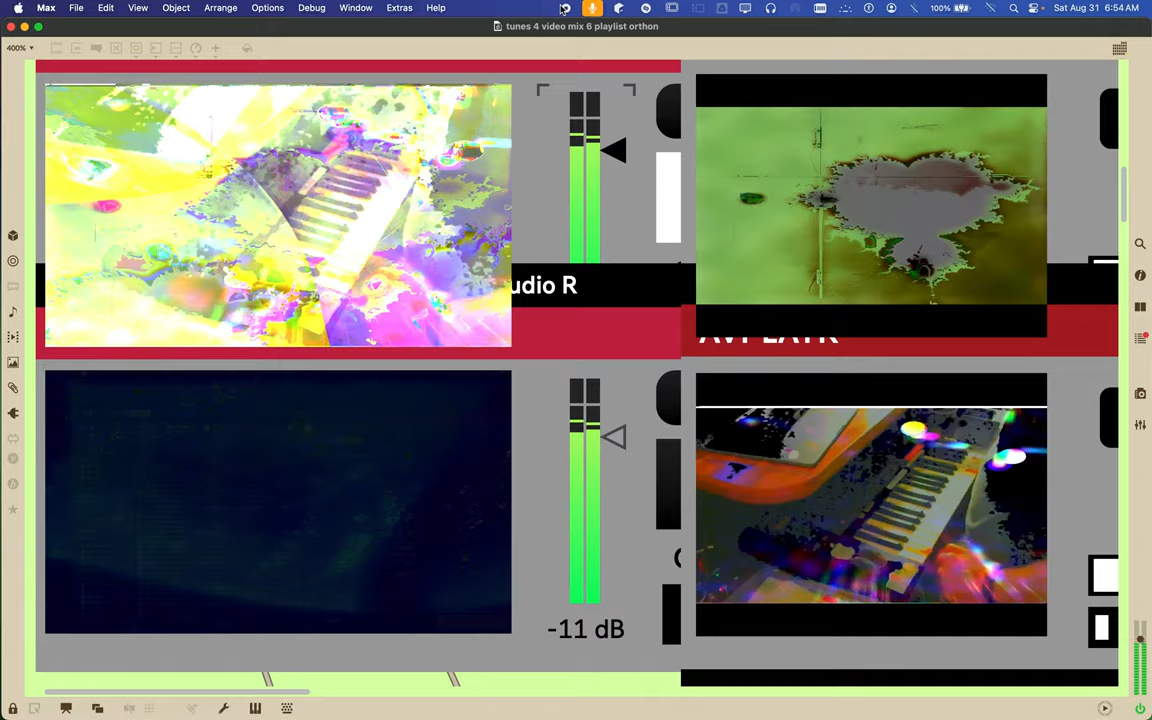 Max File Edit View Object Arrange Options Debug Window Extras Help
100% Sat Aug 31 6:54 AM
tunes 4 video mix 6 playlist orthon
400%
udio R
-11 dB